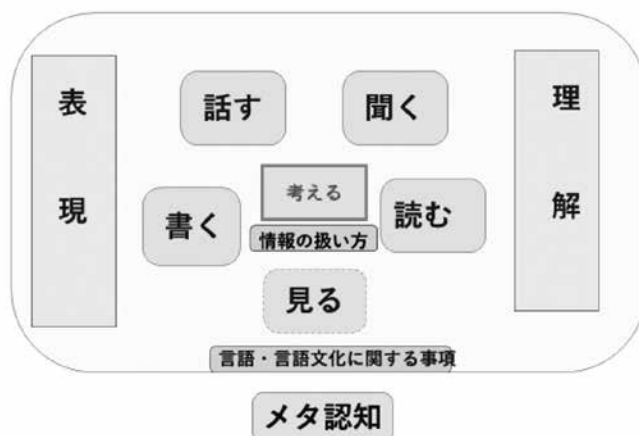 表現
話す
聞く
理解
考える
書く
読む
情報の扱い方
見る
言語・言語文化に関する事項
メタ認知